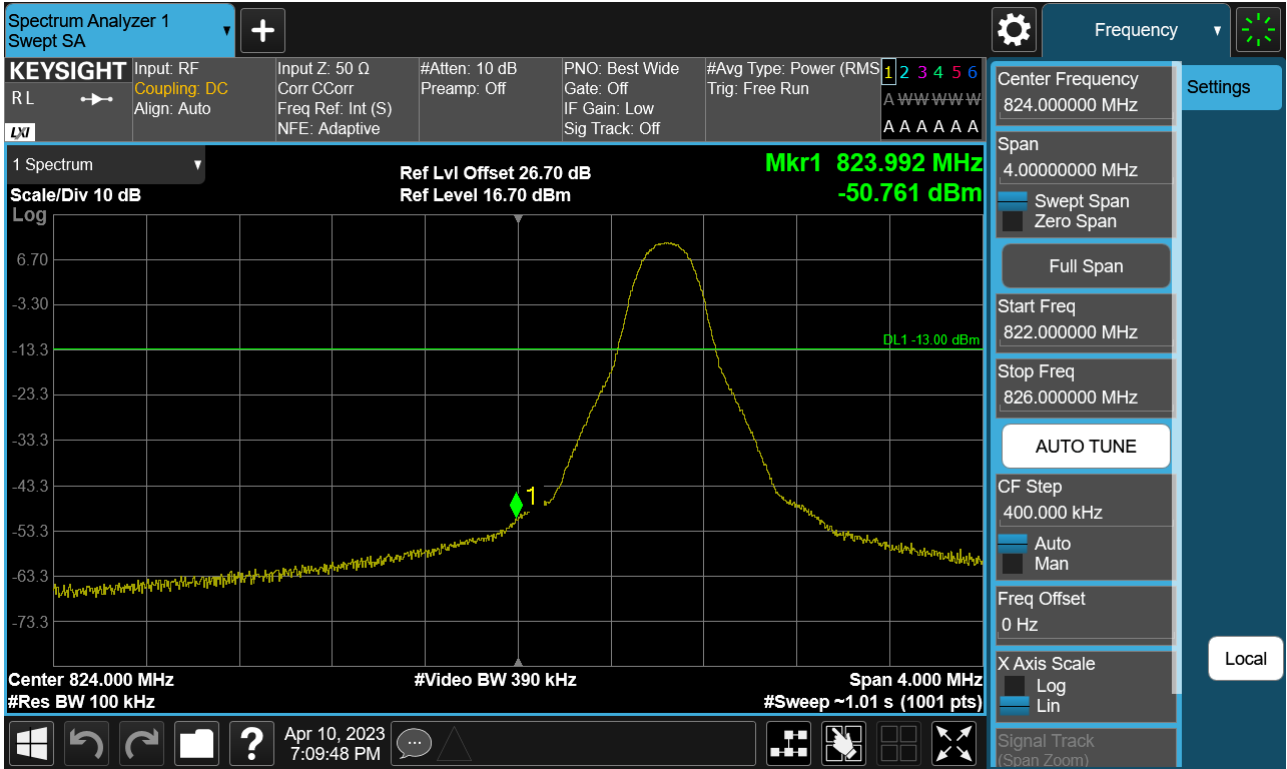 Spectrum Analyzer 1
Swept SA
Frequency
KEYSIGHT
R L
LXI
Input: RF
Coupling: DC
Align: Auto
Input Z: 50 Ω
Corr CCorr
Freq Ref: Int (S)
NFE: Adaptive
#Atten: 10 dB
Preamp: Off
PNO: Best Wide
Gate: Off
IF Gain: Low
Sig Track: Off
#Avg Type: Power (RMS
Trig: Free Run
1 2 3 4 5 6
A W W W W W
A A A A A A
1 Spectrum
Scale/Div 10 dB
Log
Ref Lvl Offset 26.70 dB
Ref Level 16.70 dBm
Mkr1 823.992 MHz
-50.761 dBm
6.70
-3.30
-13.3
-23.3
-33.3
-43.3
-53.3
-63.3
-73.3
DL1 -13.00 dBm
1
Center 824.000 MHz
#Res BW 100 kHz
#Video BW 390 kHz
Span 4.000 MHz
#Sweep ~1.01 s (1001 pts)
Center Frequency
824.000000 MHz
Span
4.00000000 MHz
Swept Span
Zero Span
Full Span
Start Freq
822.000000 MHz
Stop Freq
826.000000 MHz
AUTO TUNE
CF Step
400.000 kHz
Auto
Man
Freq Offset
0 Hz
X Axis Scale
Log
Lin
Signal Track
(Span Zoom)
Settings
Local
?
Apr 10, 2023
7:09:48 PM